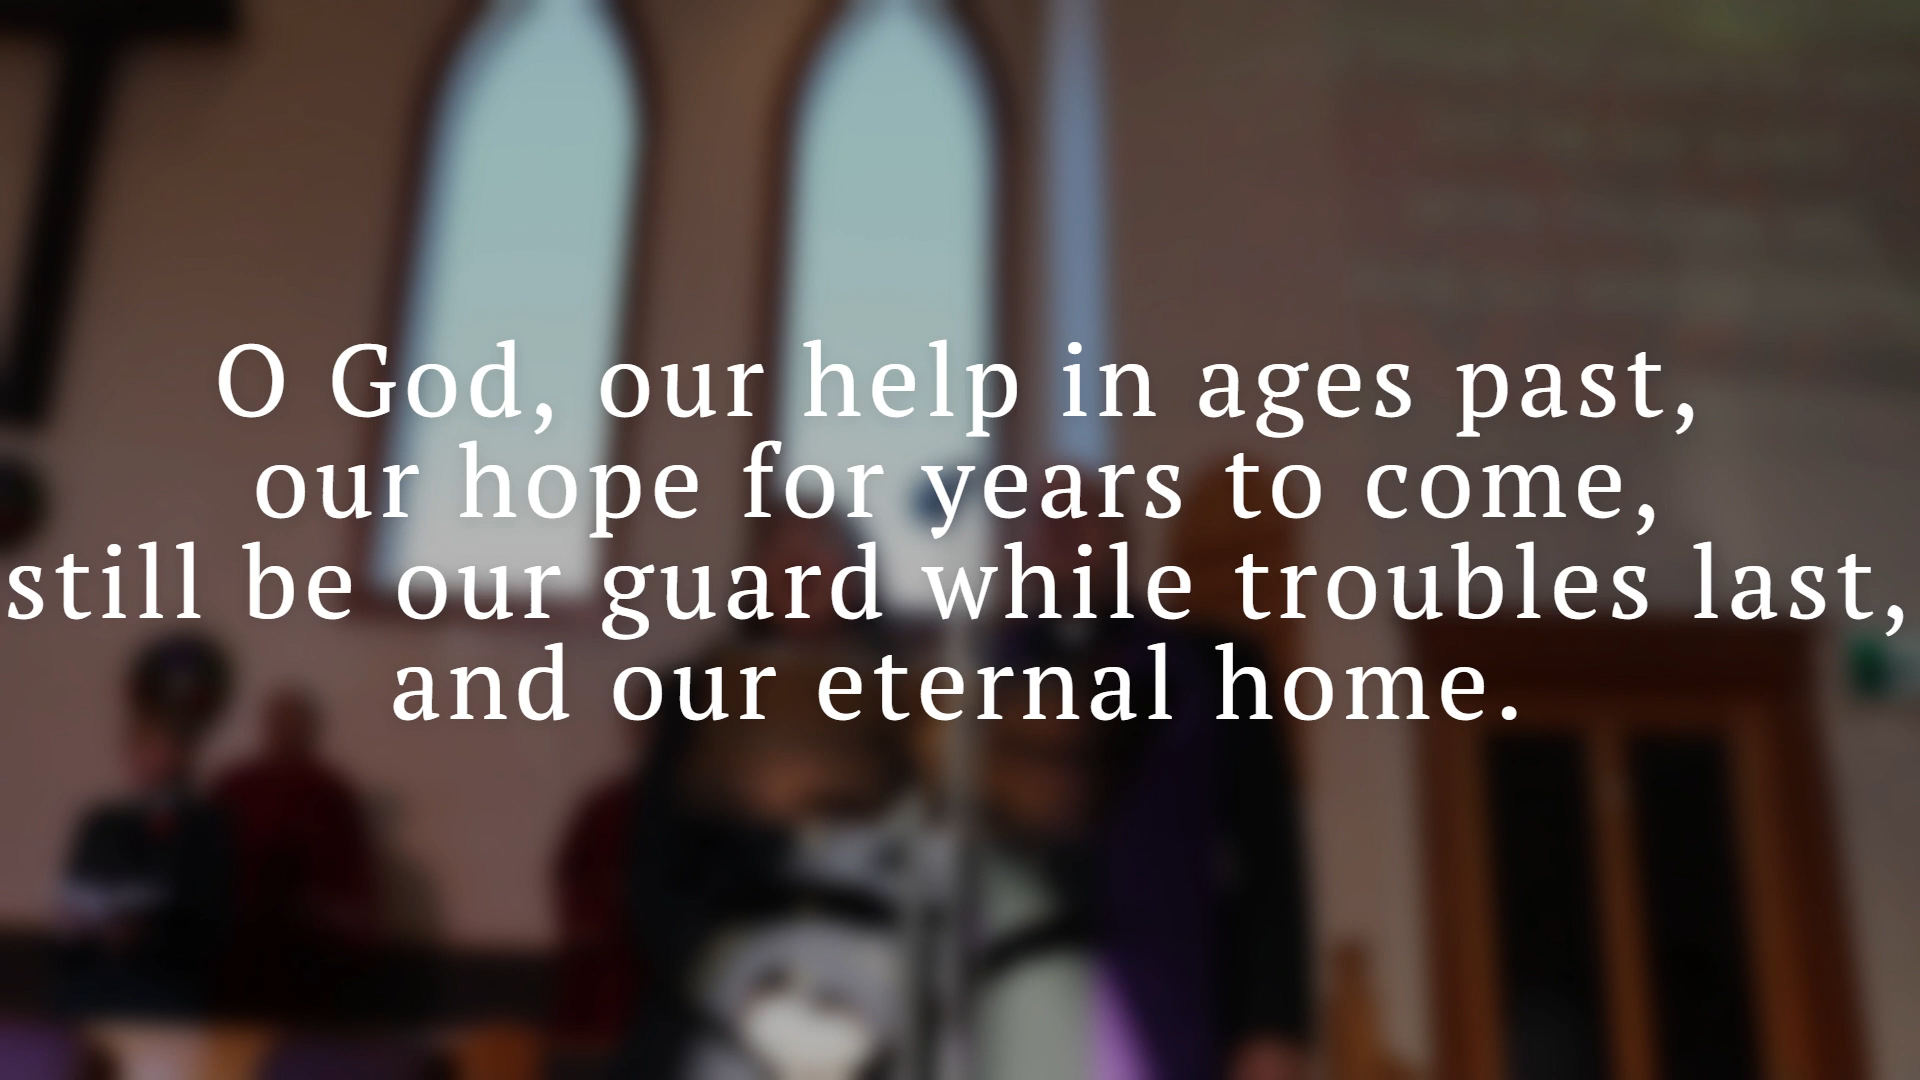 O God, our help in ages past,
our hope for years to come,
still be our guard while troubles last,
and our eternal home.